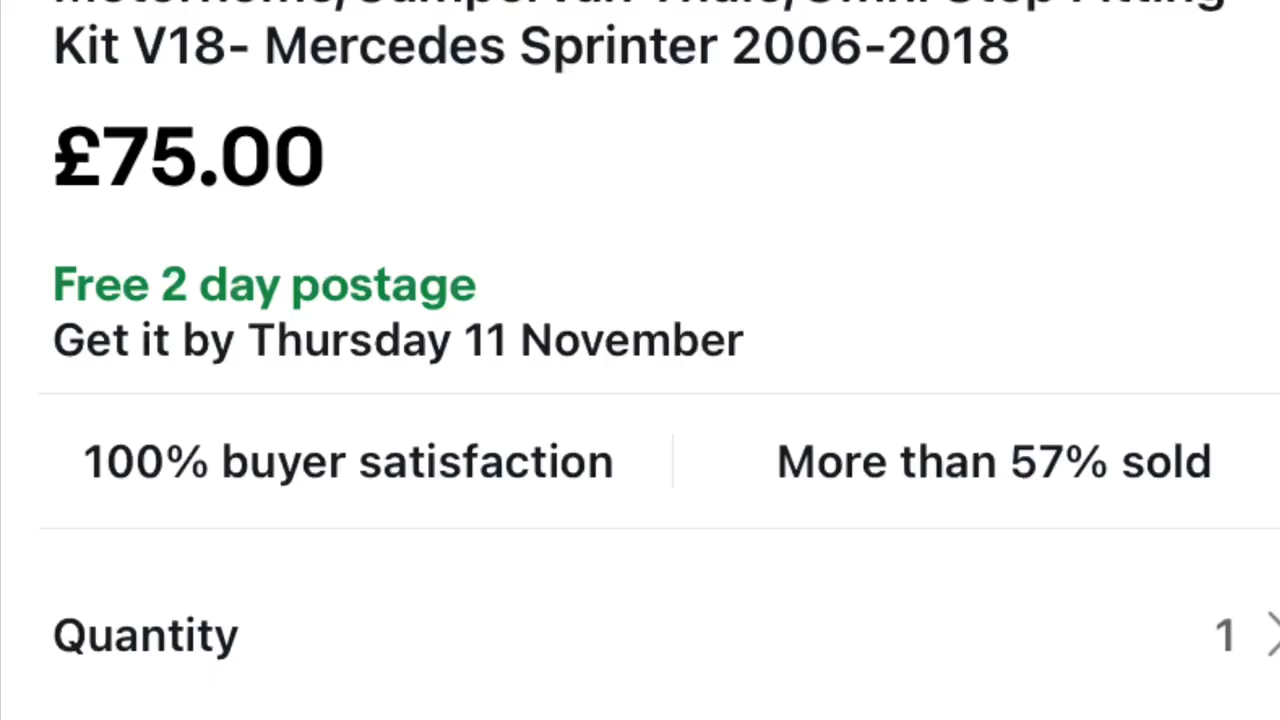 Kit V18- Mercedes Sprinter 2006-2018
£75.00
Free 2 day postage
Get it by Thursday 11 November
100% buyer satisfaction
More than 57% sold
Quantity
1